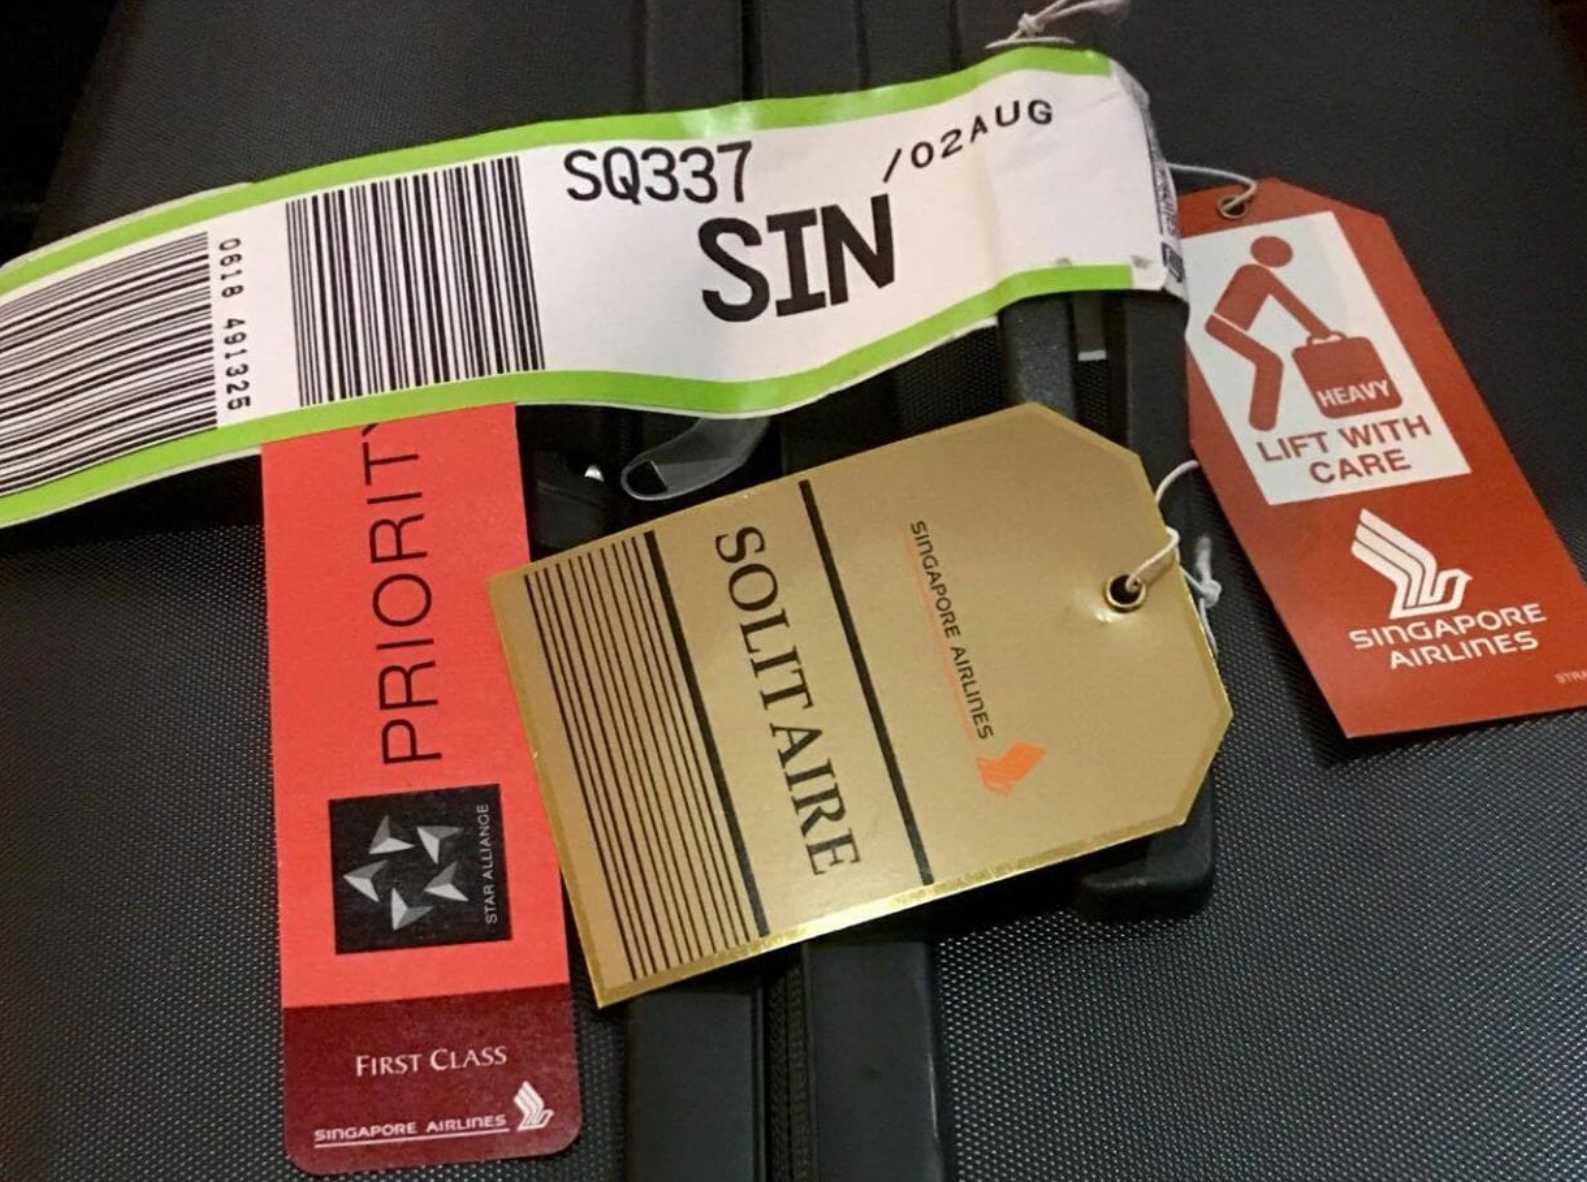 SQ337
/02AUG
SIN
0618 491325
PRIORITY
STAR ALLIANCE
FIRST CLASS
SINGAPORE AIRLINES
SINGAPORE AIRLINES
SOLITAIRE
HEAVY
LIFT WITH
CARE
SINGAPORE
AIRLINES